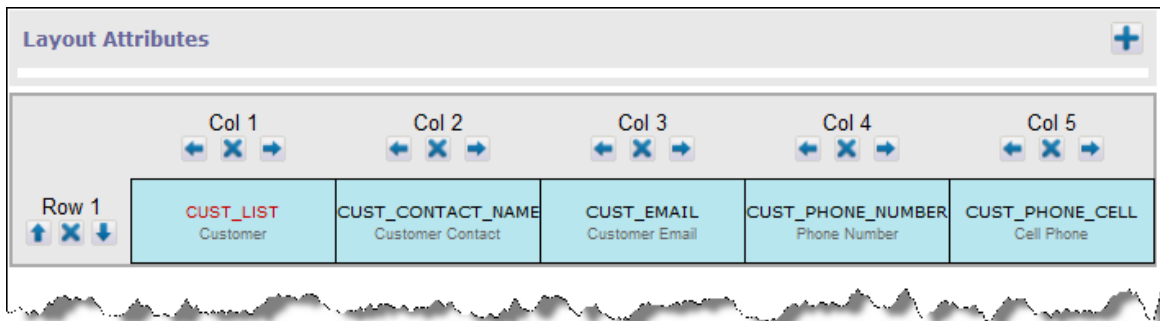 Layout Attributes
Col 1 Col 2 Col 3 Col 4 Col 5
Row 1
CUST_LIST CUST_CONTACT_NAME CUST_EMAIL CUST_PHONE_NUMBER CUST_PHONE_CELL
Customer Customer Contact Customer Email Phone Number Cell Phone